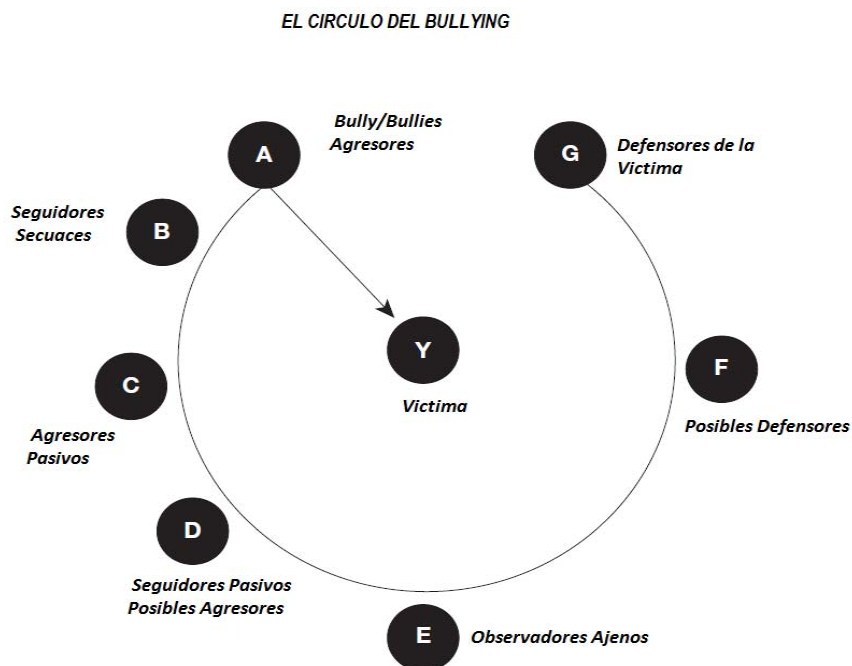 EL CIRCULO DEL BULLYING
A
Bully/Bullies
Agresores
G
Defensores de la
Victima
Seguidores
Secuaces
B
Y
Victima
F
Posibles Defensores
C
Agresores
Pasivos
D
Seguidores Pasivos
Posibles Agresores
E
Observadores Ajenos